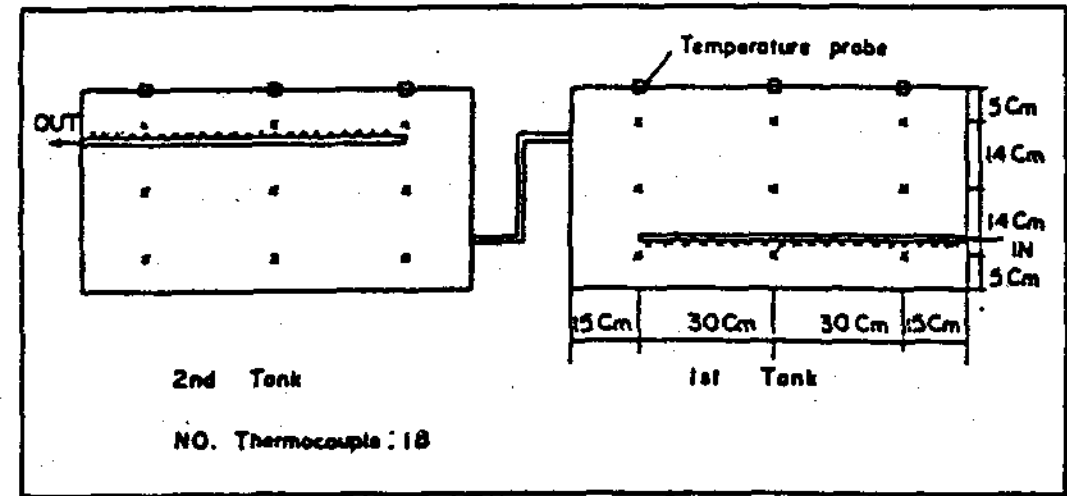 Temperature probe
OUT
5 Cm
14 Cm
14 Cm
IN
5 Cm
15 Cm 30 Cm 30 Cm 15 Cm
2nd Tank
1st Tank
NO. Thermocouple : 18